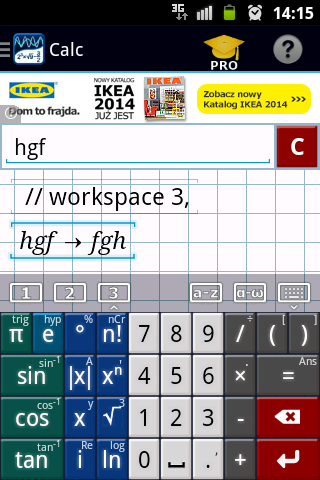 3G 14:15
Calc PRO ?
IKEA NOWY KATALOG Zobacz nowy
Dom to frajda. IKEA 2014 Katalog IKEA 2014 >>>
JUŻ JEST
hgf C
// workspace 3,
hgf → fgh
1 2 3 a-z α-ω
trig hyp nCr ÷ [ ]
π e ° n! 7 8 9 / ( )
sin⁻¹ A n' Ans
sin |x| xⁿ 4 5 6 × =
cos⁻¹ y
cos x √ 3 1 2 3 -
tan⁻¹ Re log
tan i ln 0 . +